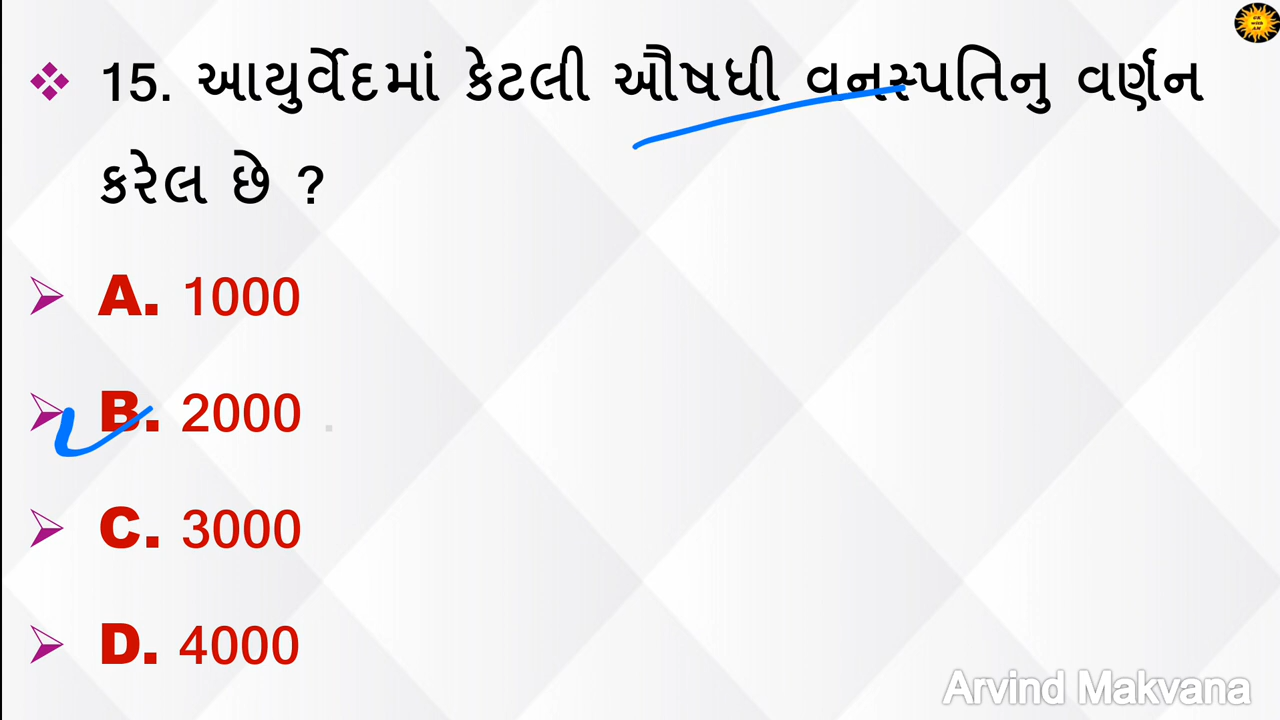 ❖ 15. આયુર્વેદમાં કેટલી ઔષધી વનસ્પતિનુ વર્ણન
કરેલ છે ?
➢ A. 1000
➢ B. 2000 .
➢ C. 3000
➢ D. 4000
Arvind Makvana